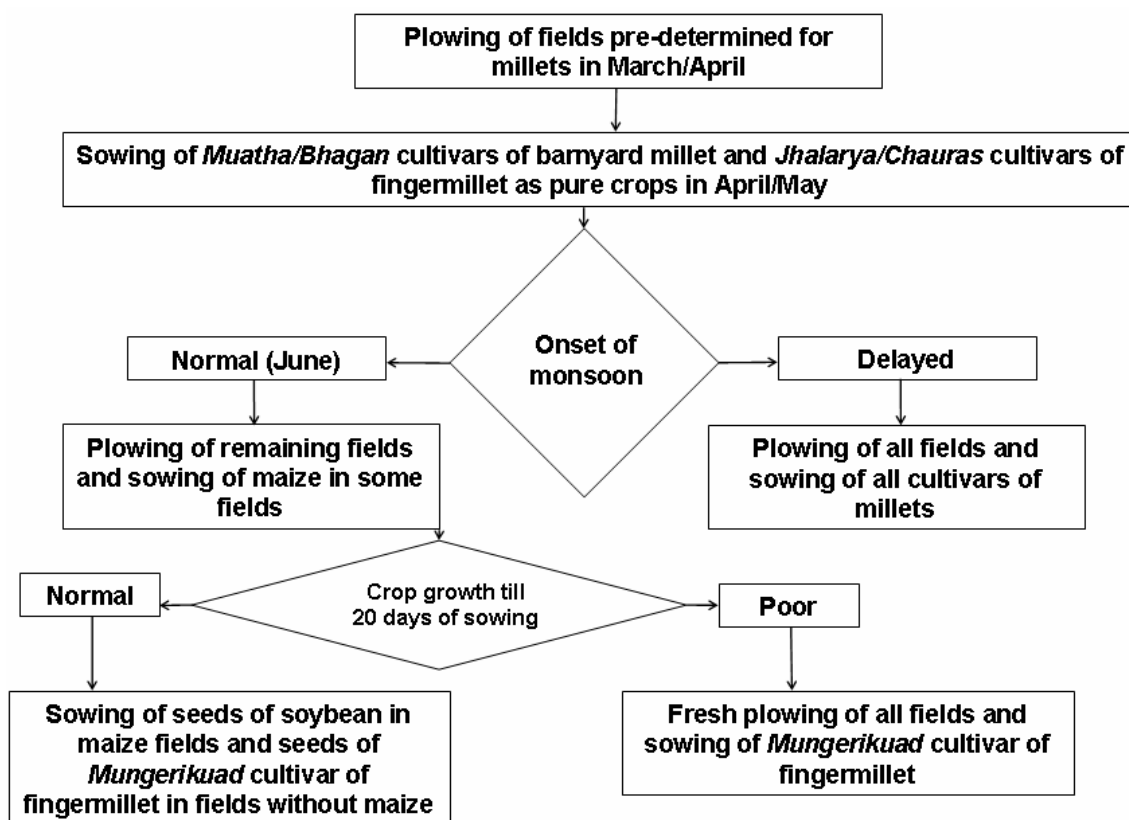 Plowing of fields pre-determined for
millets in March/April
Sowing of Muatha/Bhagan cultivars of barnyard millet and Jhalarya/Chauras cultivars of
fingermillet as pure crops in April/May
Onset of
monsoon
Normal (June)
Delayed
Plowing of remaining fields
and sowing of maize in some
fields
Plowing of all fields and
sowing of all cultivars of
millets
Crop growth till
20 days of sowing
Normal
Poor
Sowing of seeds of soybean in
maize fields and seeds of
Mungerikuad cultivar of
fingermillet in fields without maize
Fresh plowing of all fields and
sowing of Mungerikuad cultivar of
fingermillet